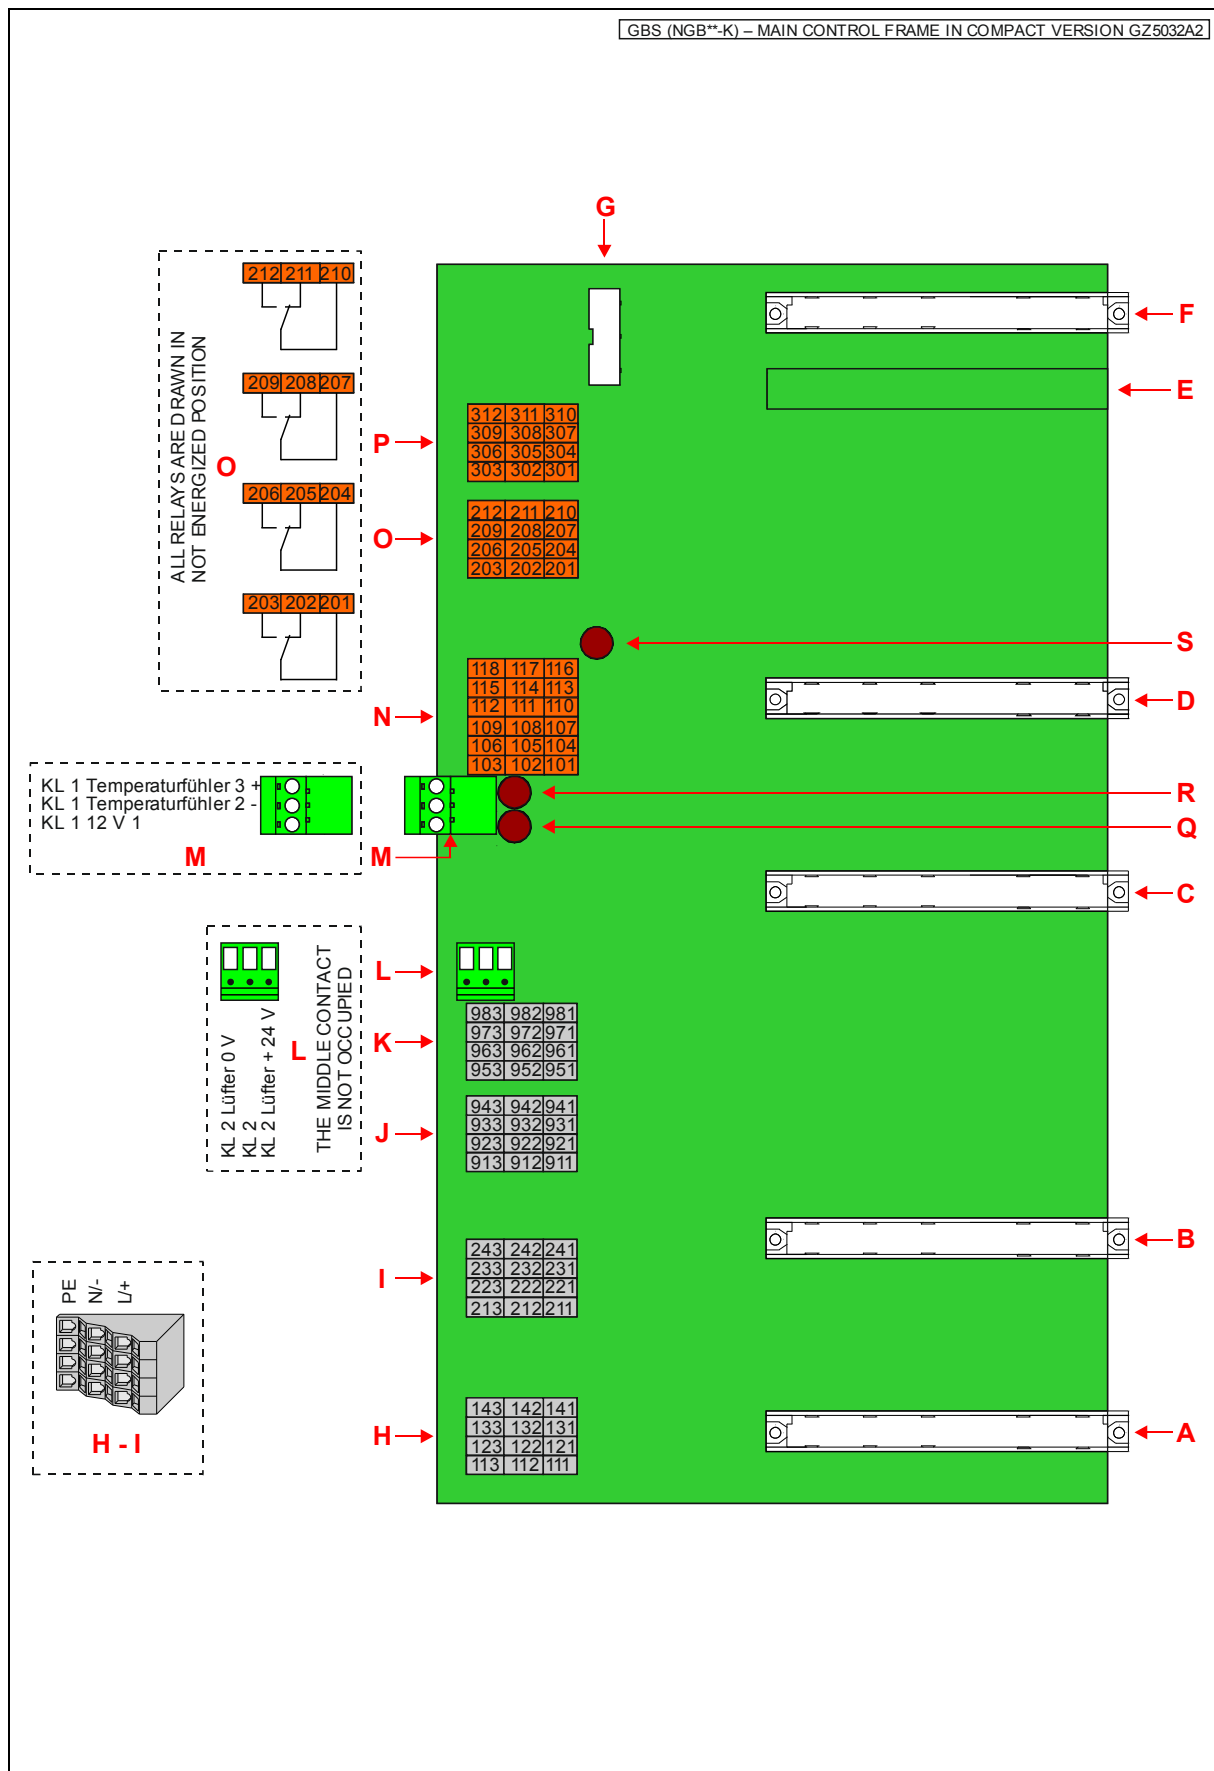 GBS (NGB**-K) – MAIN CONTROL FRAME IN COMPACT VERSION GZ5032A2
G
212 211 210
209 208 207
206 205 204
203 202 201
ALL RELAYS ARE DRAWN IN
NOT ENERGIZED POSITION
O
F
E
P
312 311 310
309 308 307
306 305 304
303 302 301
O
212 211 210
209 208 207
206 205 204
203 202 201
S
D
N
118 117 116
115 114 113
112 111 110
109 108 107
106 105 104
103 102 101
KL 1 Temperaturfühler 3 +
KL 1 Temperaturfühler 2 -
KL 1 12 V 1
M
M
R
Q
C
KL 2 Lüfter 0 V
KL 2
KL 2 Lüfter + 24 V
L
THE MIDDLE CONTACT
IS NOT OCCUPIED
L
K
983 982 981
973 972 971
963 962 961
953 952 951
J
943 942 941
933 932 931
923 922 921
913 912 911
B
I
243 242 241
233 232 231
223 222 221
213 212 211
PE
N/-
L/+
H - I
H
143 142 141
133 132 131
123 122 121
113 112 111
A